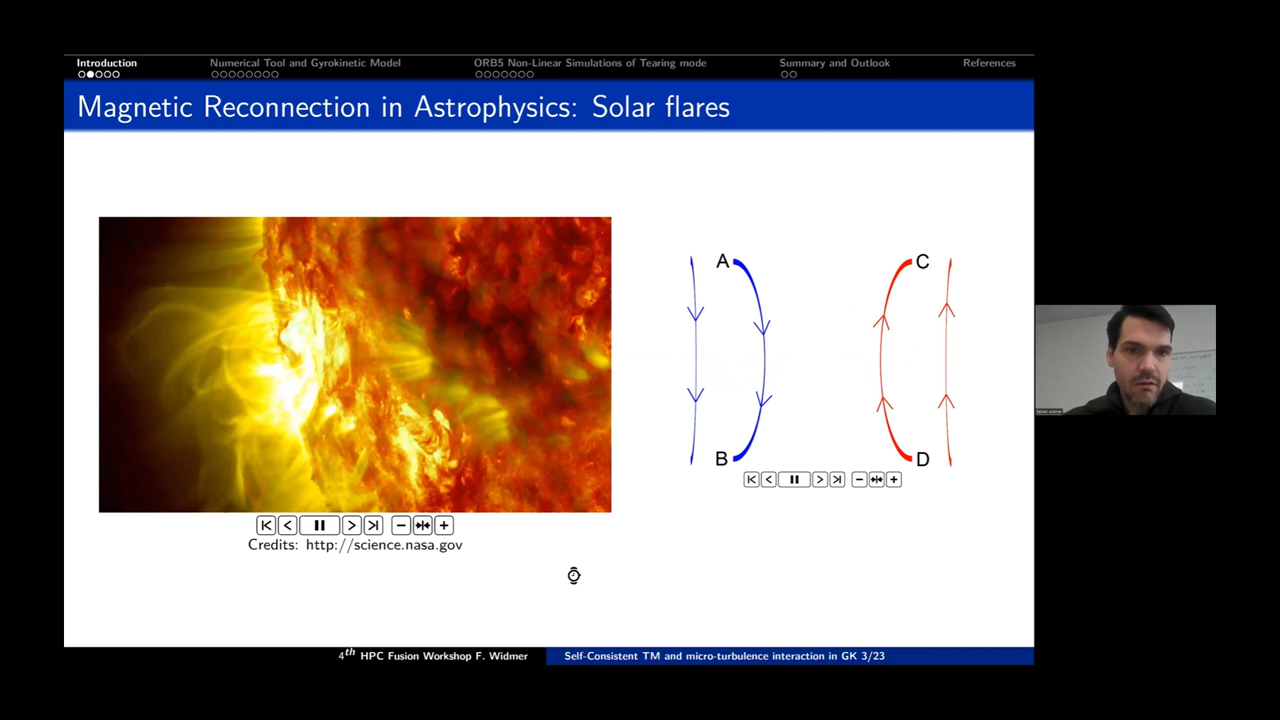 Introduction
Numerical Tool and Gyrokinetic Model
ORB5 Non-Linear Simulations of Tearing mode
Summary and Outlook
References
Magnetic Reconnection in Astrophysics: Solar flares
A
C
B
D
Credits: http://science.nasa.gov
4th HPC Fusion Workshop F. Widmer
Self-Consistent TM and micro-turbulence interaction in GK 3/23